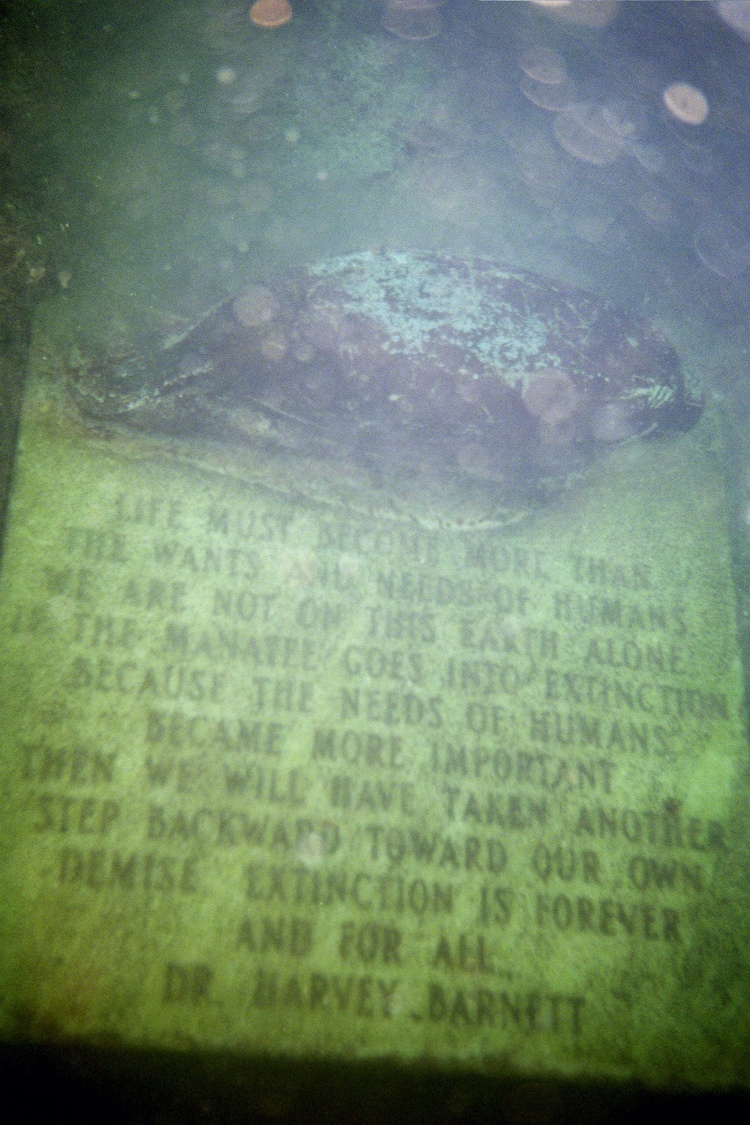 LIFE MUST BECOME MORE THAN
THE WANTS AND NEEDS OF HUMANS
WE ARE NOT ON THIS EARTH ALONE
IF THE MANATEE GOES INTO EXTINCTION
BECAUSE THE NEEDS OF HUMANS
BECAME MORE IMPORTANT
THEN WE WILL HAVE TAKEN ANOTHER
STEP BACKWARD TOWARD OUR OWN
DEMISE EXTINCTION IS FOREVER
AND FOR ALL.
DR. HARVEY BARNETT